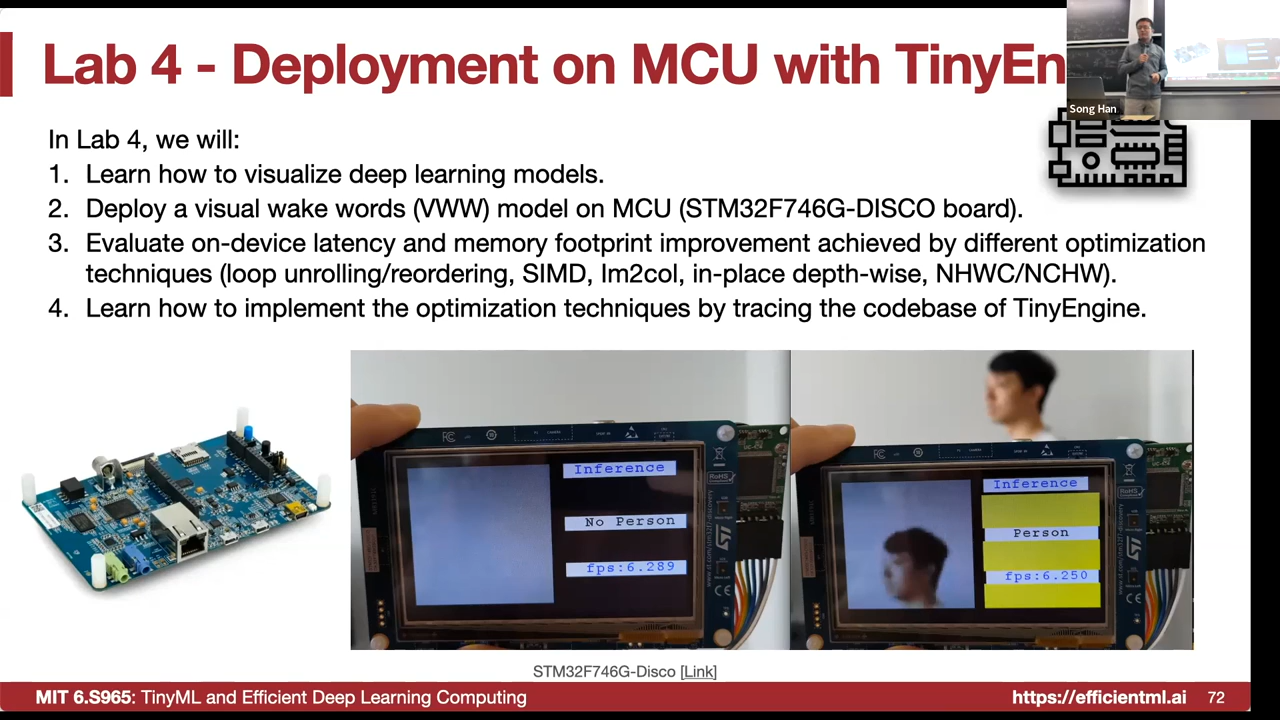 Lab 4 - Deployment on MCU with TinyEn
Song Han
In Lab 4, we will:
1. Learn how to visualize deep learning models.
2. Deploy a visual wake words (VWW) model on MCU (STM32F746G-DISCO board).
3. Evaluate on-device latency and memory footprint improvement achieved by different optimization
techniques (loop unrolling/reordering, SIMD, Im2col, in-place depth-wise, NHWC/NCHW).
4. Learn how to implement the optimization techniques by tracing the codebase of TinyEngine.
Inference
No Person
fps:6.289
RoHS
Inference
Person
fps:6.250
RoHS
STM32F746G-Disco [Link]
MIT 6.S965: TinyML and Efficient Deep Learning Computing
https://efficientml.ai
72